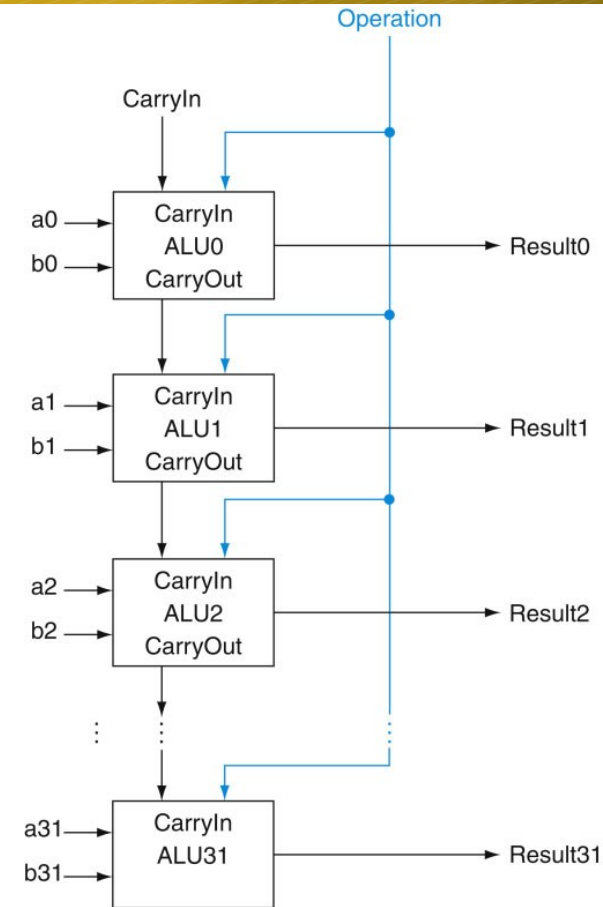 Operation
CarryIn
a0
b0
CarryIn
ALU0
CarryOut
Result0
a1
b1
CarryIn
ALU1
CarryOut
Result1
a2
b2
CarryIn
ALU2
CarryOut
Result2
a31
b31
CarryIn
ALU31
Result31